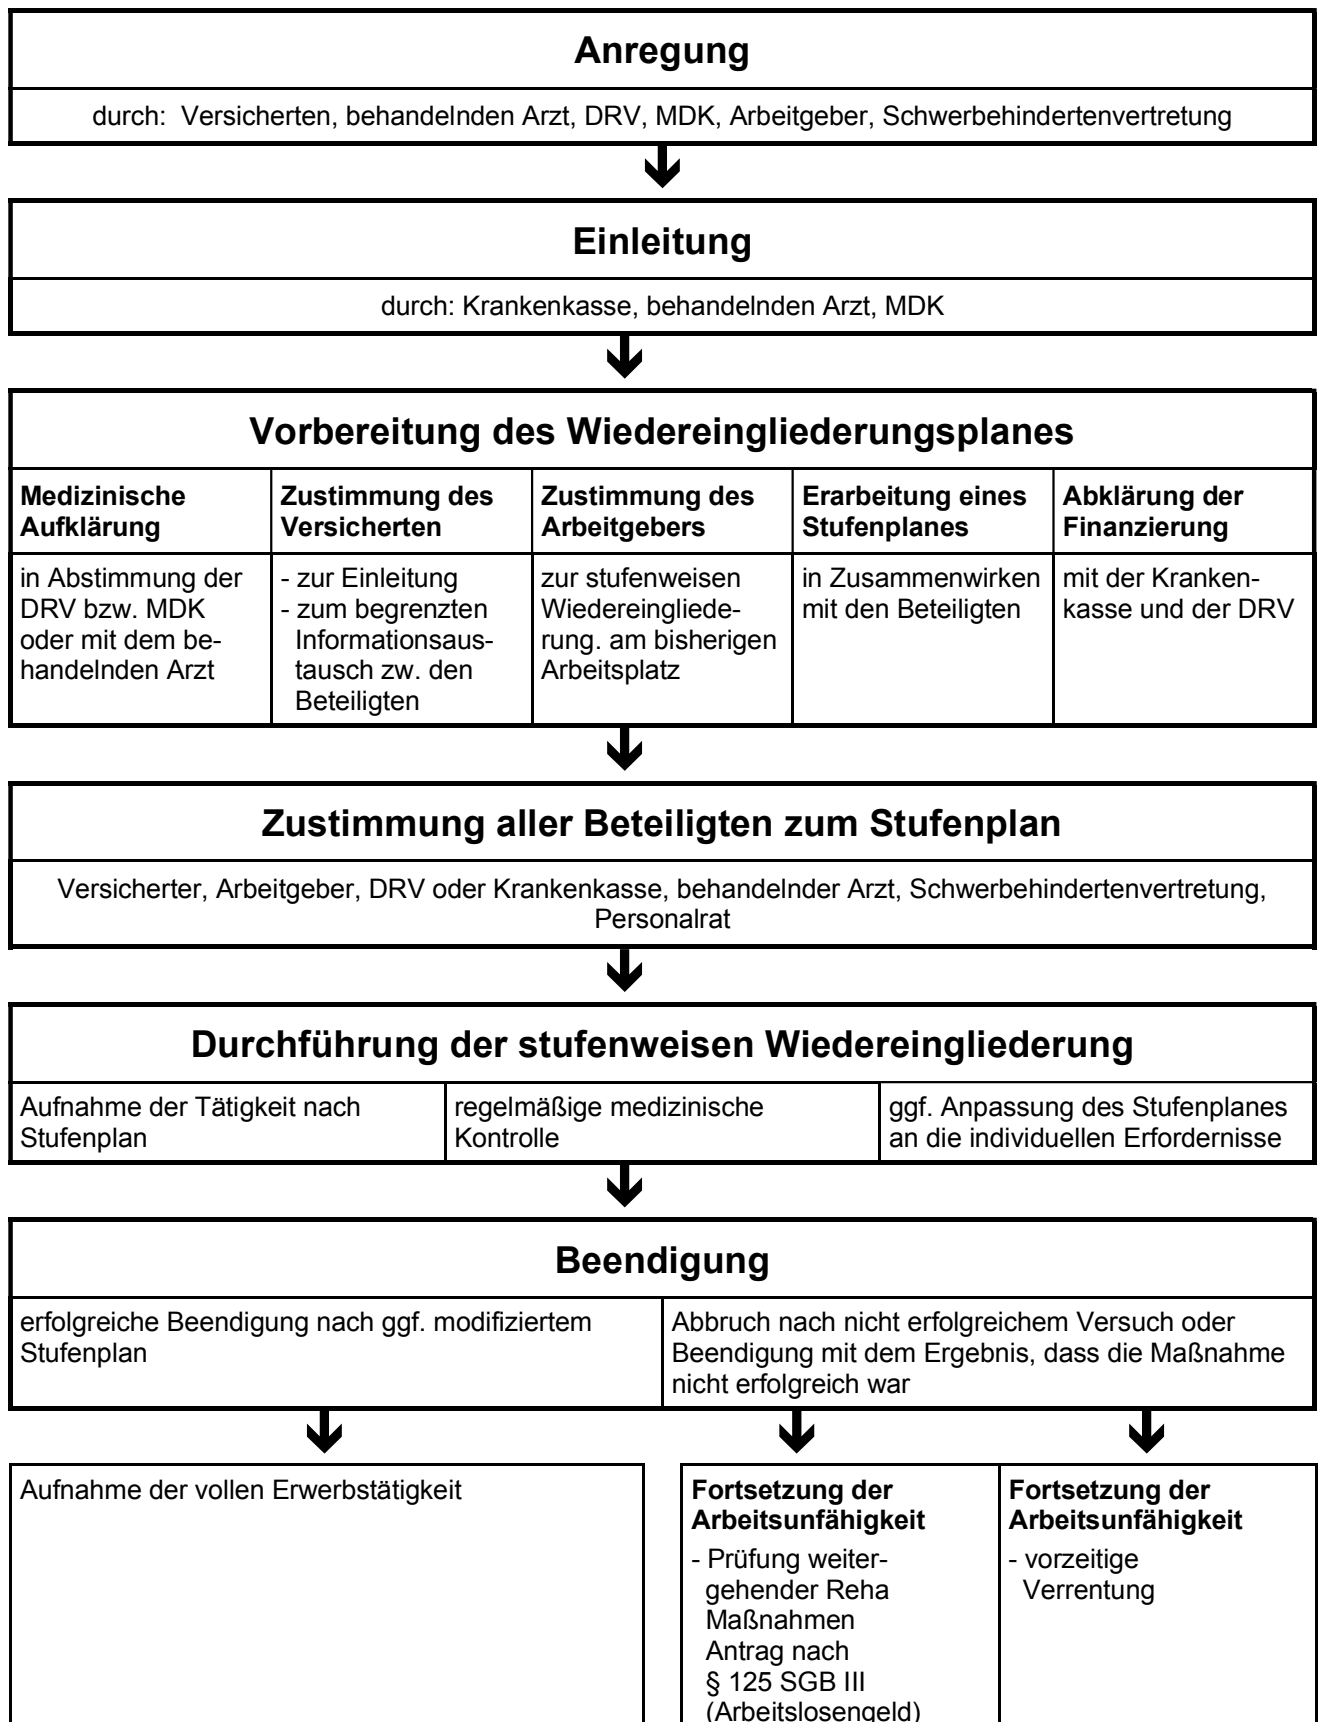 Anregung
durch: Versicherten, behandelnden Arzt, DRV, MDK, Arbeitgeber, Schwerbehindertenvertretung
Einleitung
durch: Krankenkasse, behandelnden Arzt, MDK
Vorbereitung des Wiedereingliederungsplanes
Medizinische
Aufklärung
in Abstimmung der
DRV bzw. MDK
oder mit dem be-
handelnden Arzt
Zustimmung des
Versicherten
- zur Einleitung
- zum begrenzten
Informationsaus-
tausch zw. den
Beteiligten
Zustimmung des
Arbeitgebers
zur stufenweisen
Wiedereingliede-
rung. am bisherigen
Arbeitsplatz
Erarbeitung eines
Stufenplanes
in Zusammenwirken
mit den Beteiligten
Abklärung der
Finanzierung
mit der Kranken-
kasse und der DRV
Zustimmung aller Beteiligten zum Stufenplan
Versicherter, Arbeitgeber, DRV oder Krankenkasse, behandelnder Arzt, Schwerbehindertenvertretung,
Personalrat
Durchführung der stufenweisen Wiedereingliederung
Aufnahme der Tätigkeit nach
Stufenplan
regelmäßige medizinische
Kontrolle
ggf. Anpassung des Stufenplanes
an die individuellen Erfordernisse
Beendigung
erfolgreiche Beendigung nach ggf. modifiziertem
Stufenplan
Abbruch nach nicht erfolgreichem Versuch oder
Beendigung mit dem Ergebnis, dass die Maßnahme
nicht erfolgreich war
Aufnahme der vollen Erwerbstätigkeit
Fortsetzung der
Arbeitsunfähigkeit
- Prüfung weiter-
gehender Reha
Maßnahmen
Antrag nach
§ 125 SGB III
(Arbeitslosengeld)
Fortsetzung der
Arbeitsunfähigkeit
- vorzeitige
Verrentung